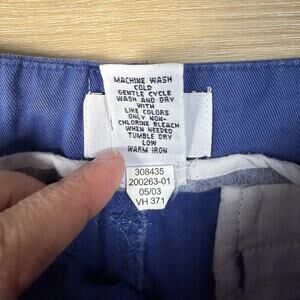 MACHINE WASH
COLD
GENTLE CYCLE
WASH AND DRY
WITH
LIKE COLORS
ONLY NON-
CHLORINE BLEACH
WHEN NEEDED
TUMBLE DRY
LOW
WARM IRON
308435
200263-01
05/03
VH 371